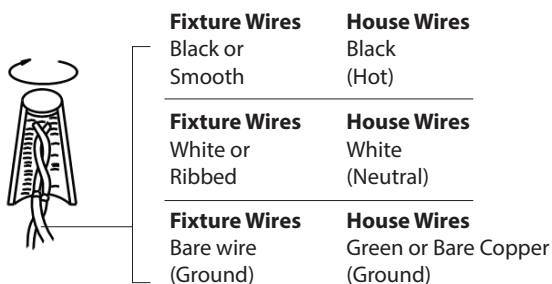 Fixture Wires House Wires
Black or Black
Smooth (Hot)
Fixture Wires House Wires
White or White
Ribbed (Neutral)
Fixture Wires House Wires
Bare wire Green or Bare Copper
(Ground) (Ground)